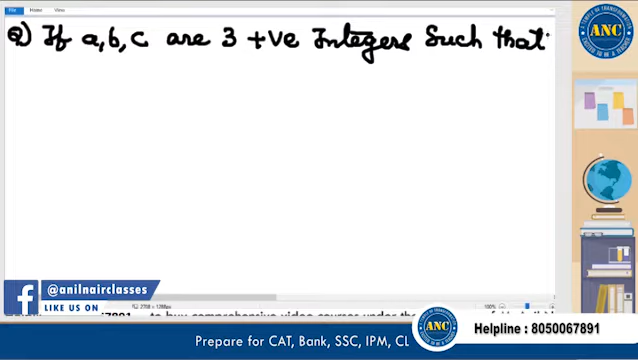 Home
View
Q) If a, b, c are 3 +ve Integers Such that
ANC
@anilnairclasses
LIKE US ON
100%
to buy comprehensive video courses under the
Prepare for CAT, Bank, SSC, IPM, CL
ANC
Helpline : 8050067891